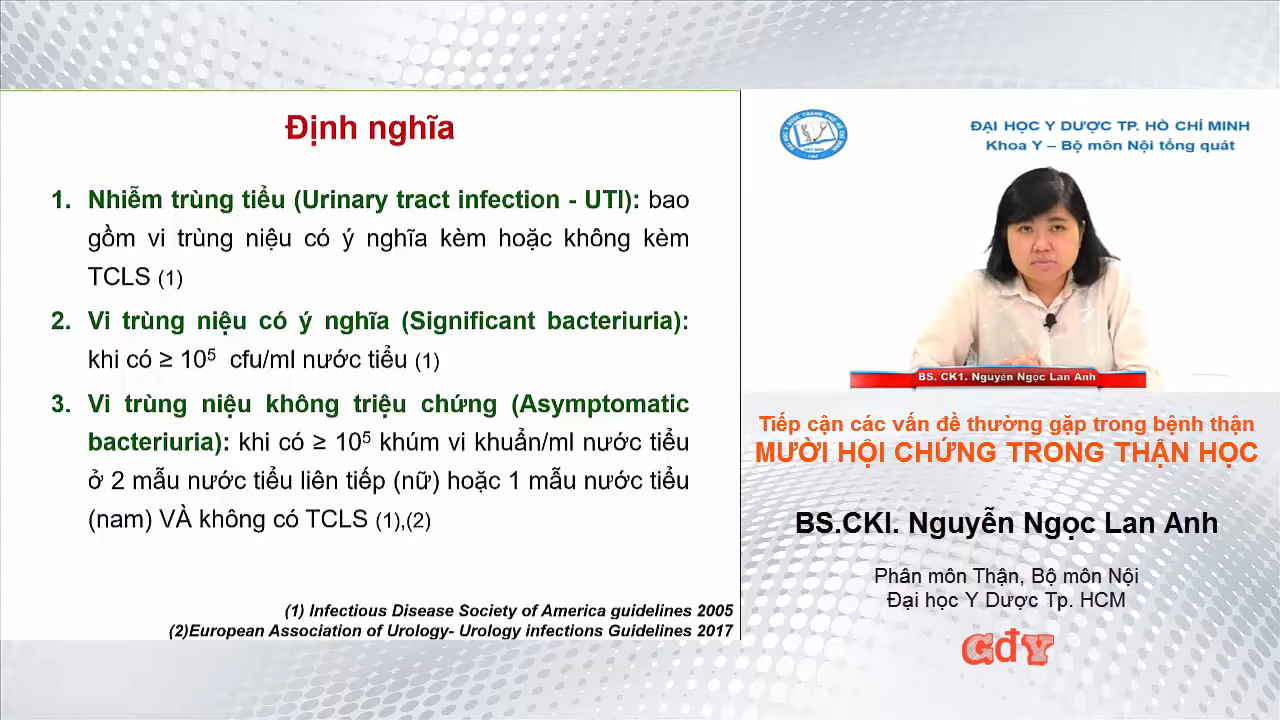 Định nghĩa
1. Nhiễm trùng tiểu (Urinary tract infection - UTI): bao
gồm vi trùng niệu có ý nghĩa kèm hoặc không kèm
TCLS (1)
2. Vi trùng niệu có ý nghĩa (Significant bacteriuria):
khi có ≥ 10⁵ cfu/ml nước tiểu (1)
3. Vi trùng niệu không triệu chứng (Asymptomatic
bacteriuria): khi có ≥ 10⁵ khúm vi khuẩn/ml nước tiểu
ở 2 mẫu nước tiểu liên tiếp (nữ) hoặc 1 mẫu nước tiểu
(nam) VÀ không có TCLS (1),(2)
(1) Infectious Disease Society of America guidelines 2005
(2)European Association of Urology- Urology infections Guidelines 2017
ĐẠI HỌC Y DƯỢC TP. HỒ CHÍ MINH
Khoa Y – Bộ môn Nội tổng quát
BS. CK1. Nguyễn Ngọc Lan Anh
Tiếp cận các vấn đề thường gặp trong bệnh thận
MƯỜI HỘI CHỨNG TRONG THẬN HỌC
BS.CKI. Nguyễn Ngọc Lan Anh
Phân môn Thận, Bộ môn Nội
Đại học Y Dược Tp. HCM
GđY